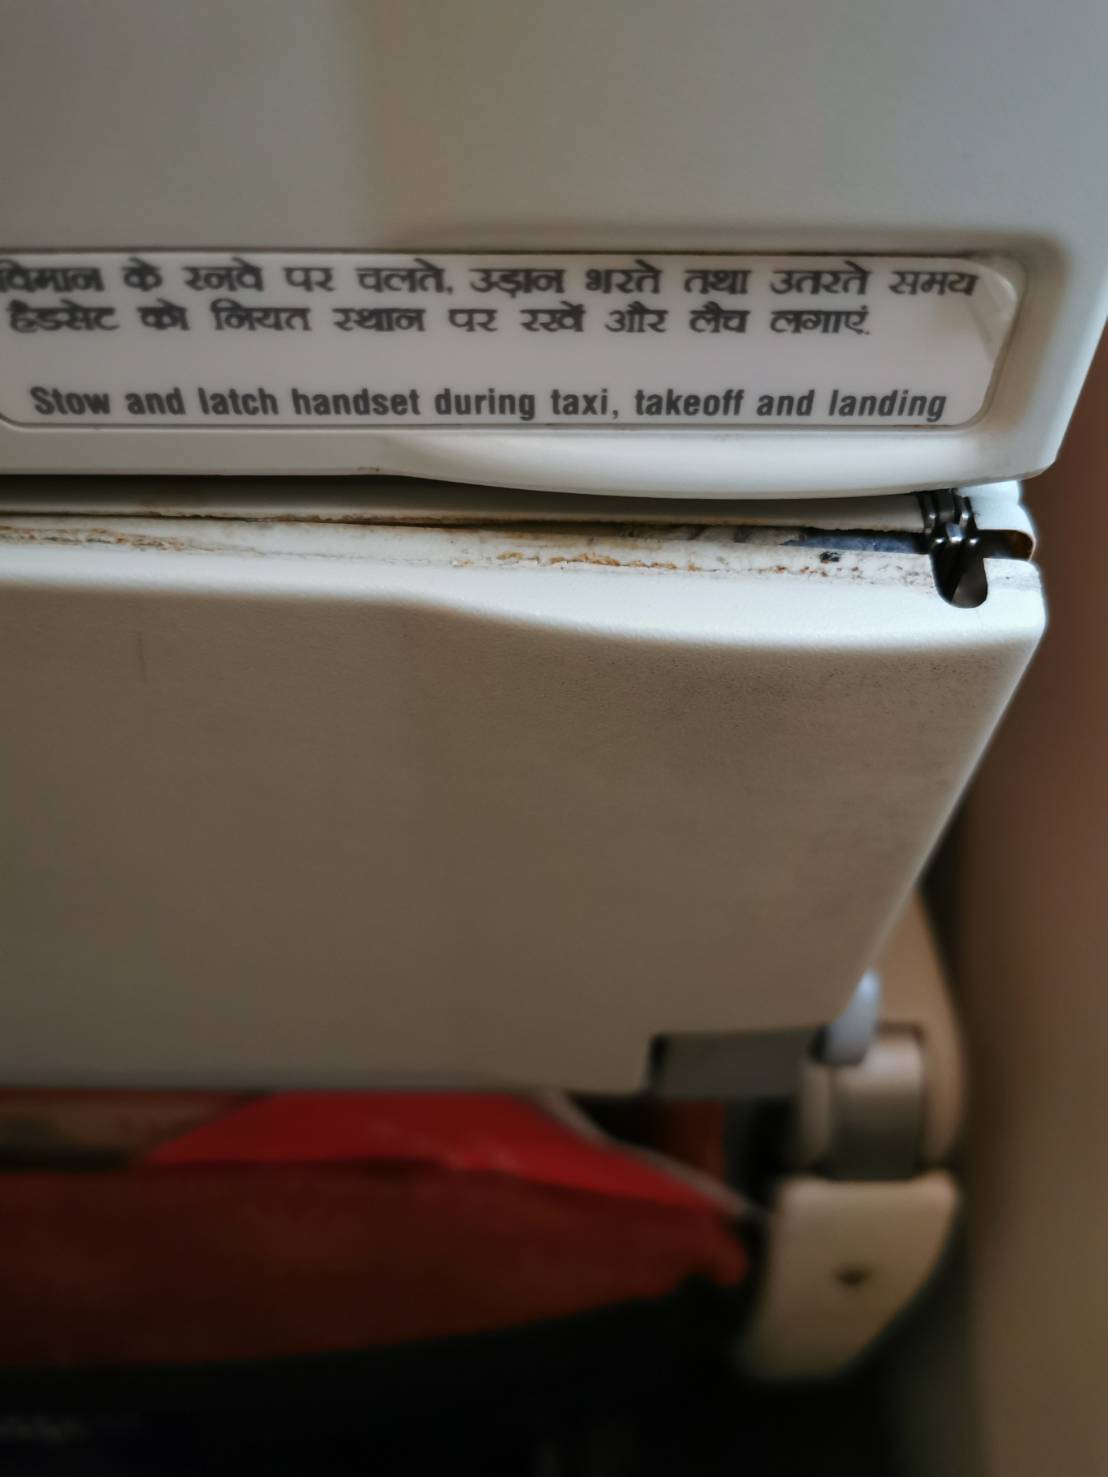 विमान के रनवे पर चलते, उड़ान भरते तथा उतरते समय
हैडसेट को नियत स्थान पर रखें और लैच लगाएं.
Stow and latch handset during taxi, takeoff and landing